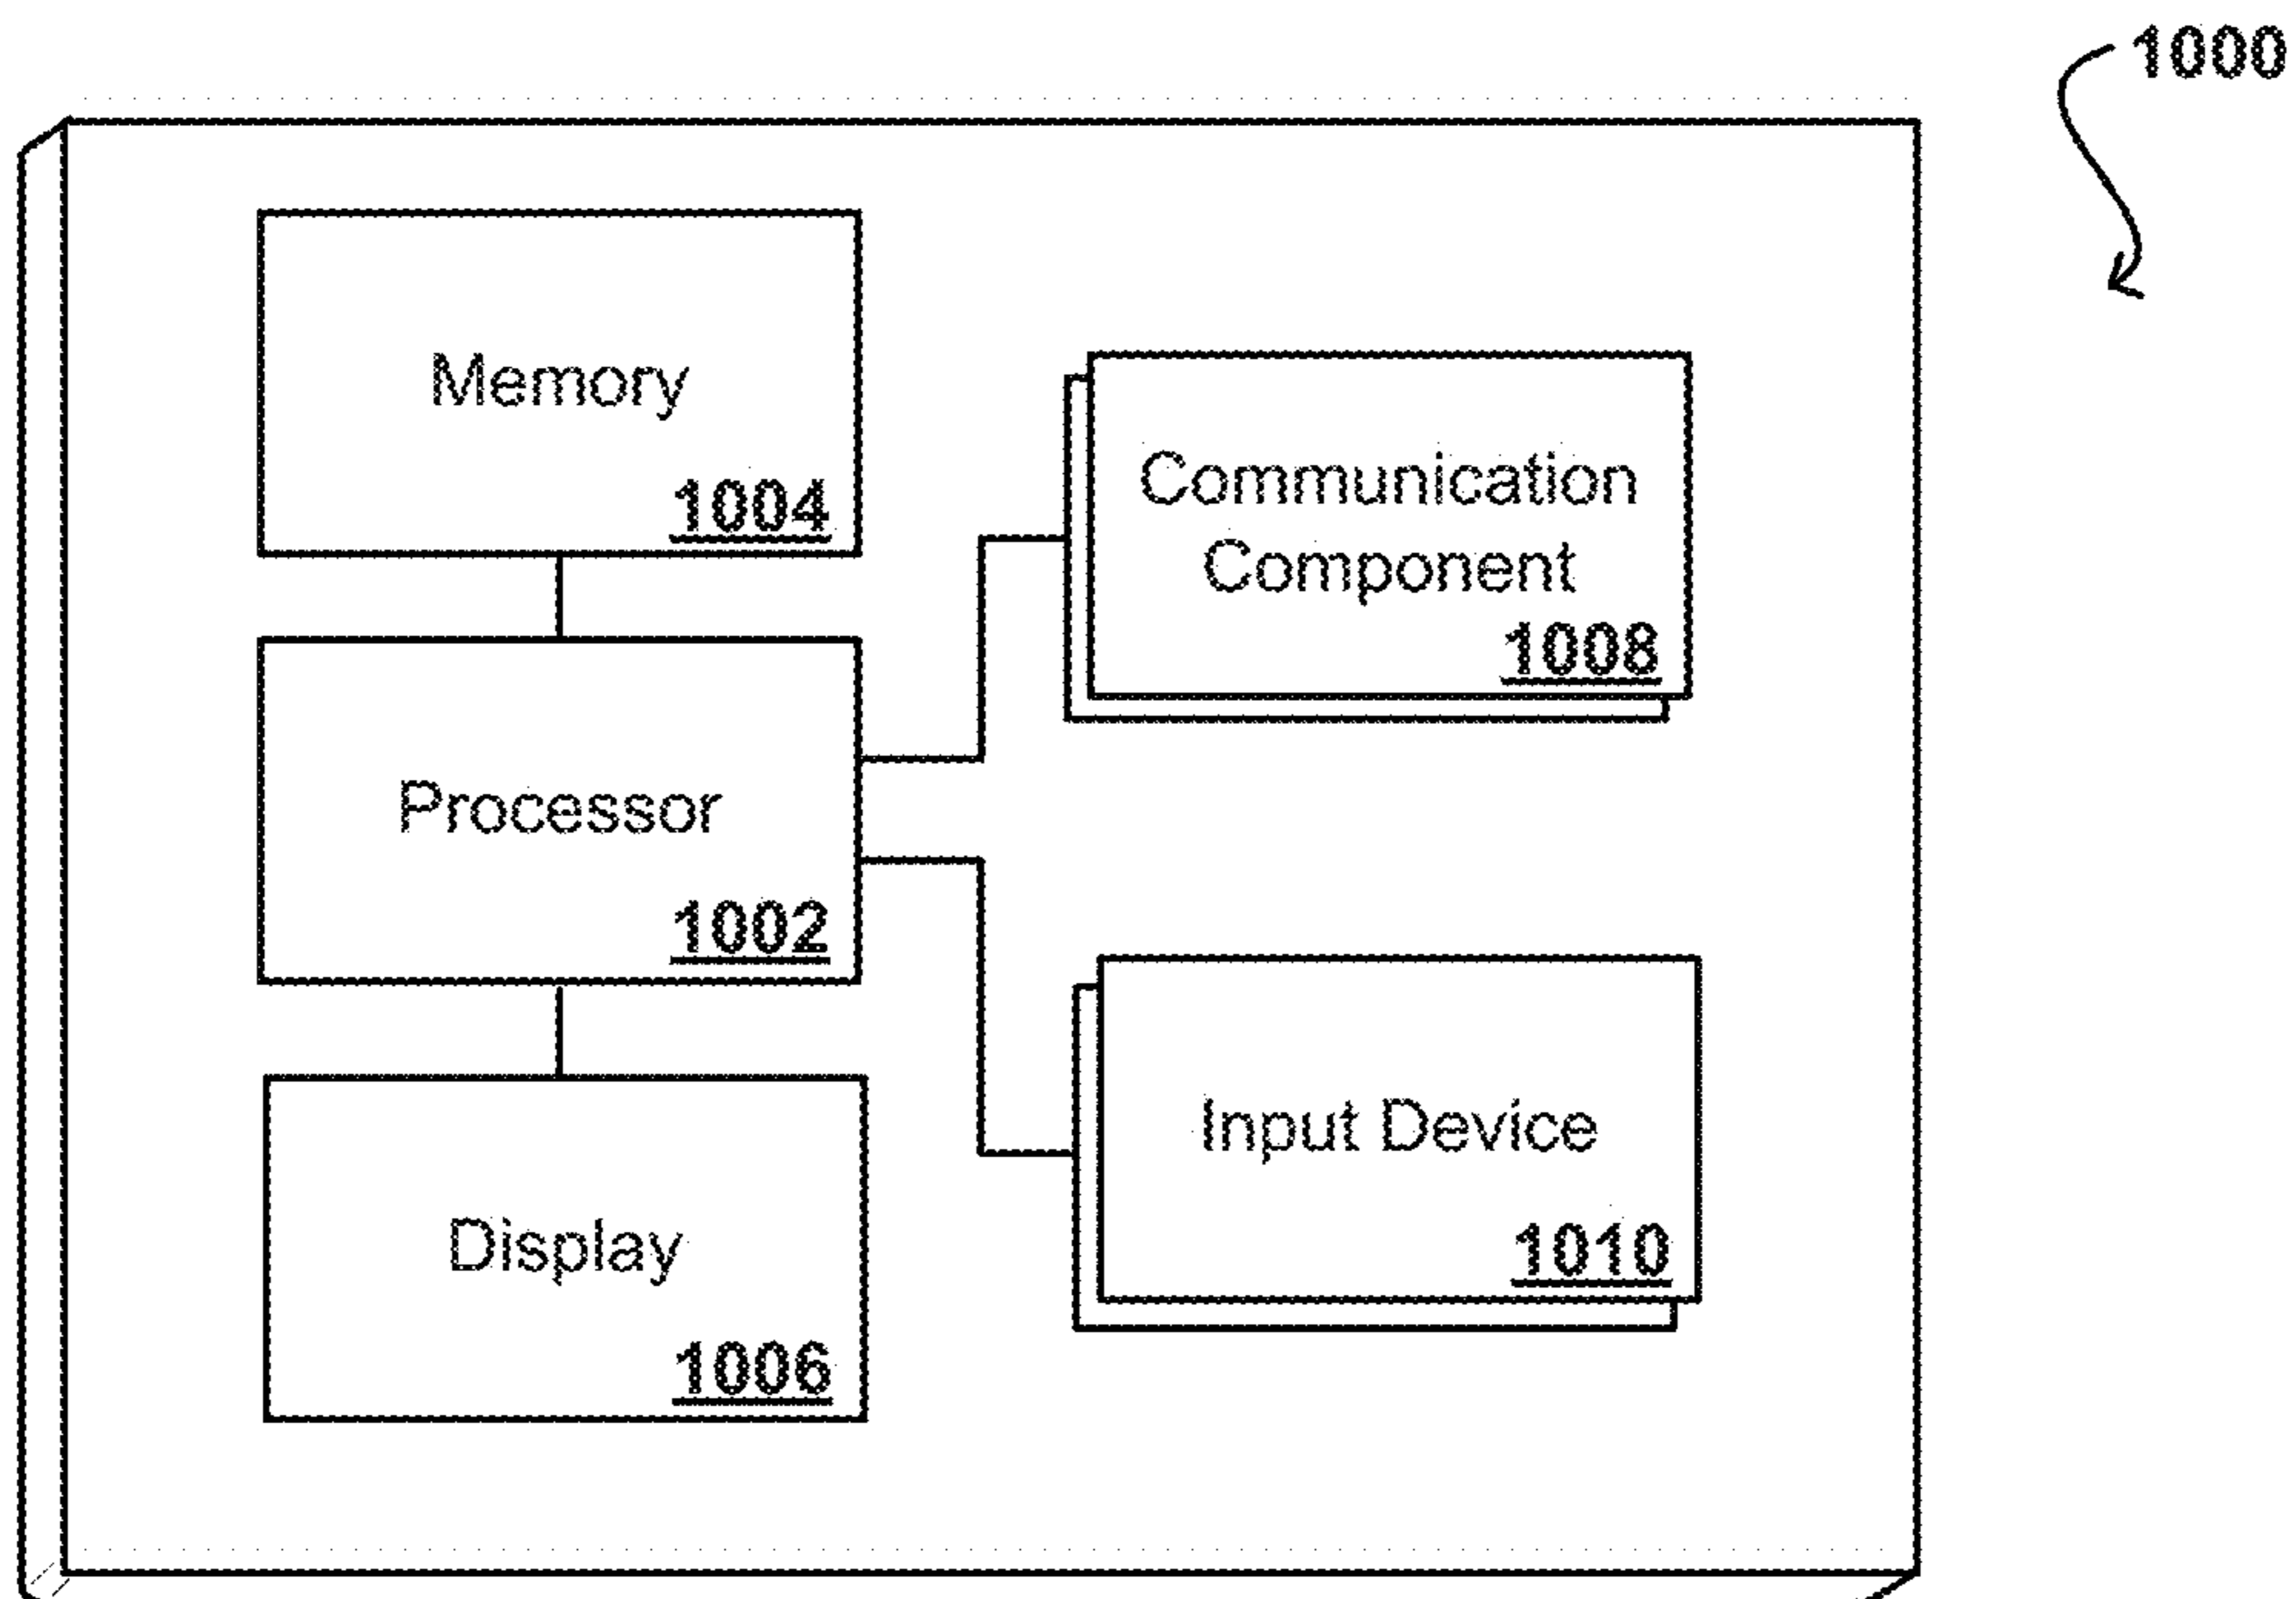 1000
Memory
1004
Communication
Component
1008
Processor
1002
Input Device
1010
Display
1006